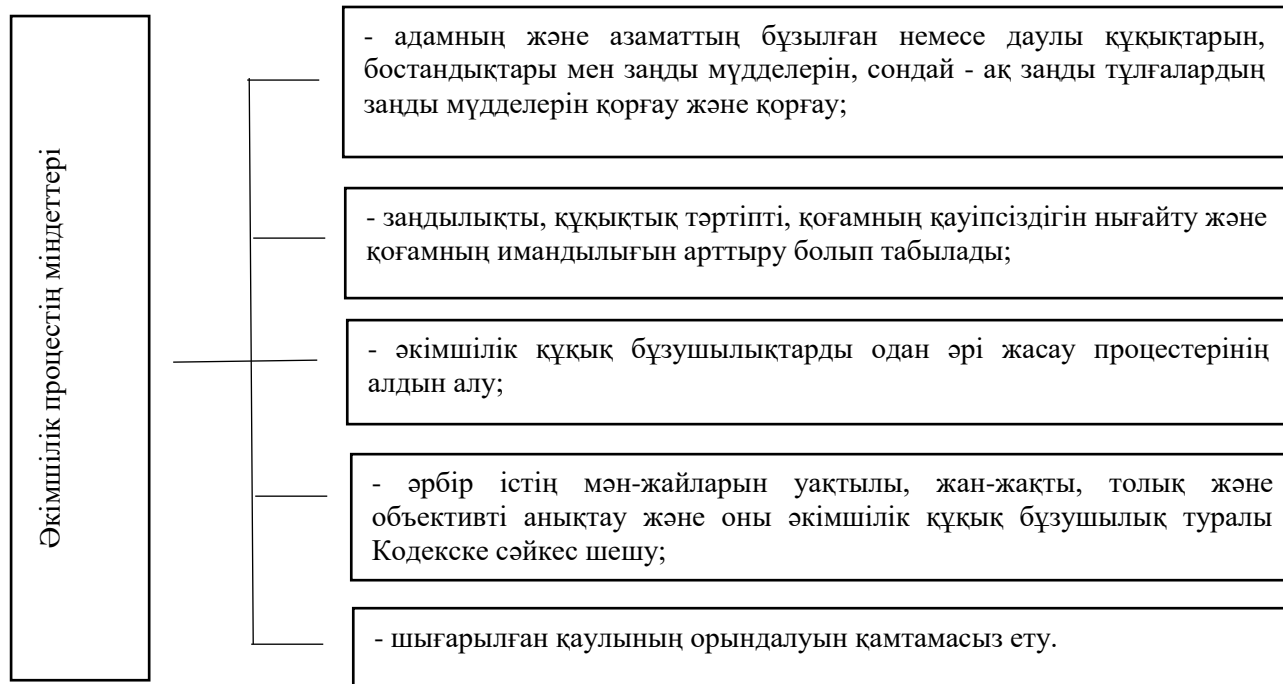 Әкімшілік процестің міндеттері
- адамның және азаматтың бұзылған немесе даулы құқықтарын,
бостандықтары мен заңды мүдделерін, сондай - ақ заңды тұлғалардың
заңды мүдделерін қорғау және қорғау;
- заңдылықты, құқықтық тәртіпті, қоғамның қауіпсіздігін нығайту және
қоғамның имандылығын арттыру болып табылады;
- әкімшілік құқық бұзушылықтарды одан әрі жасау процестерінің
алдын алу;
- әрбір істің мән-жайларын уақтылы, жан-жақты, толық және
объективті анықтау және оны әкімшілік құқық бұзушылық туралы
Кодекске сәйкес шешу;
- шығарылған қаулының орындалуын қамтамасыз ету.